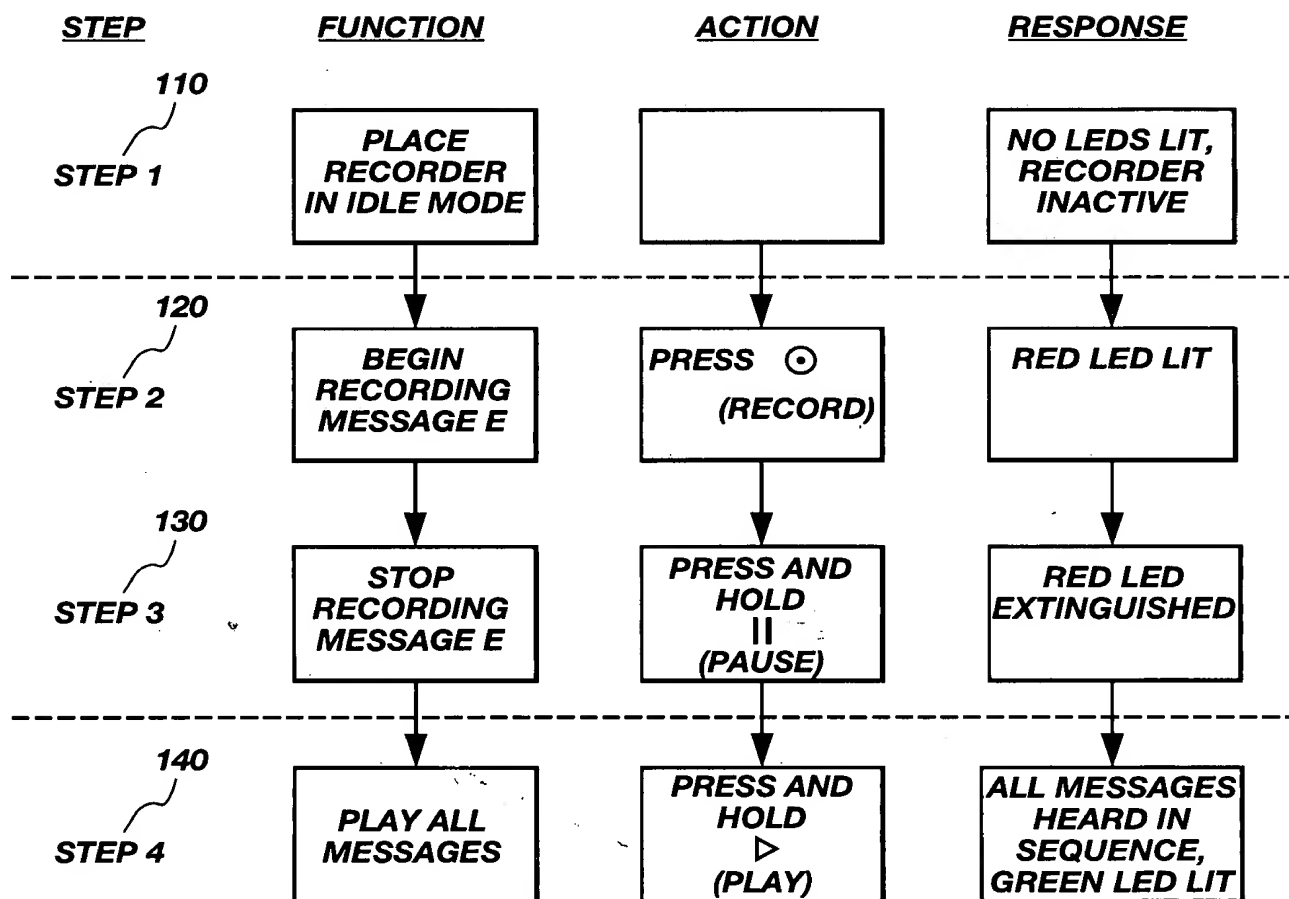 STEP FUNCTION ACTION RESPONSE
110
STEP 1
PLACE
RECORDER
IN IDLE MODE
NO LEDS LIT,
RECORDER
INACTIVE
120
STEP 2
BEGIN
RECORDING
MESSAGE E
PRESS
(RECORD)
RED LED LIT
130
STEP 3
STOP
RECORDING
MESSAGE E
PRESS AND
HOLD
(PAUSE)
RED LED
EXTINGUISHED
140
STEP 4
PLAY ALL
MESSAGES
PRESS AND
HOLD
(PLAY)
ALL MESSAGES
HEARD IN
SEQUENCE,
GREEN LED LIT